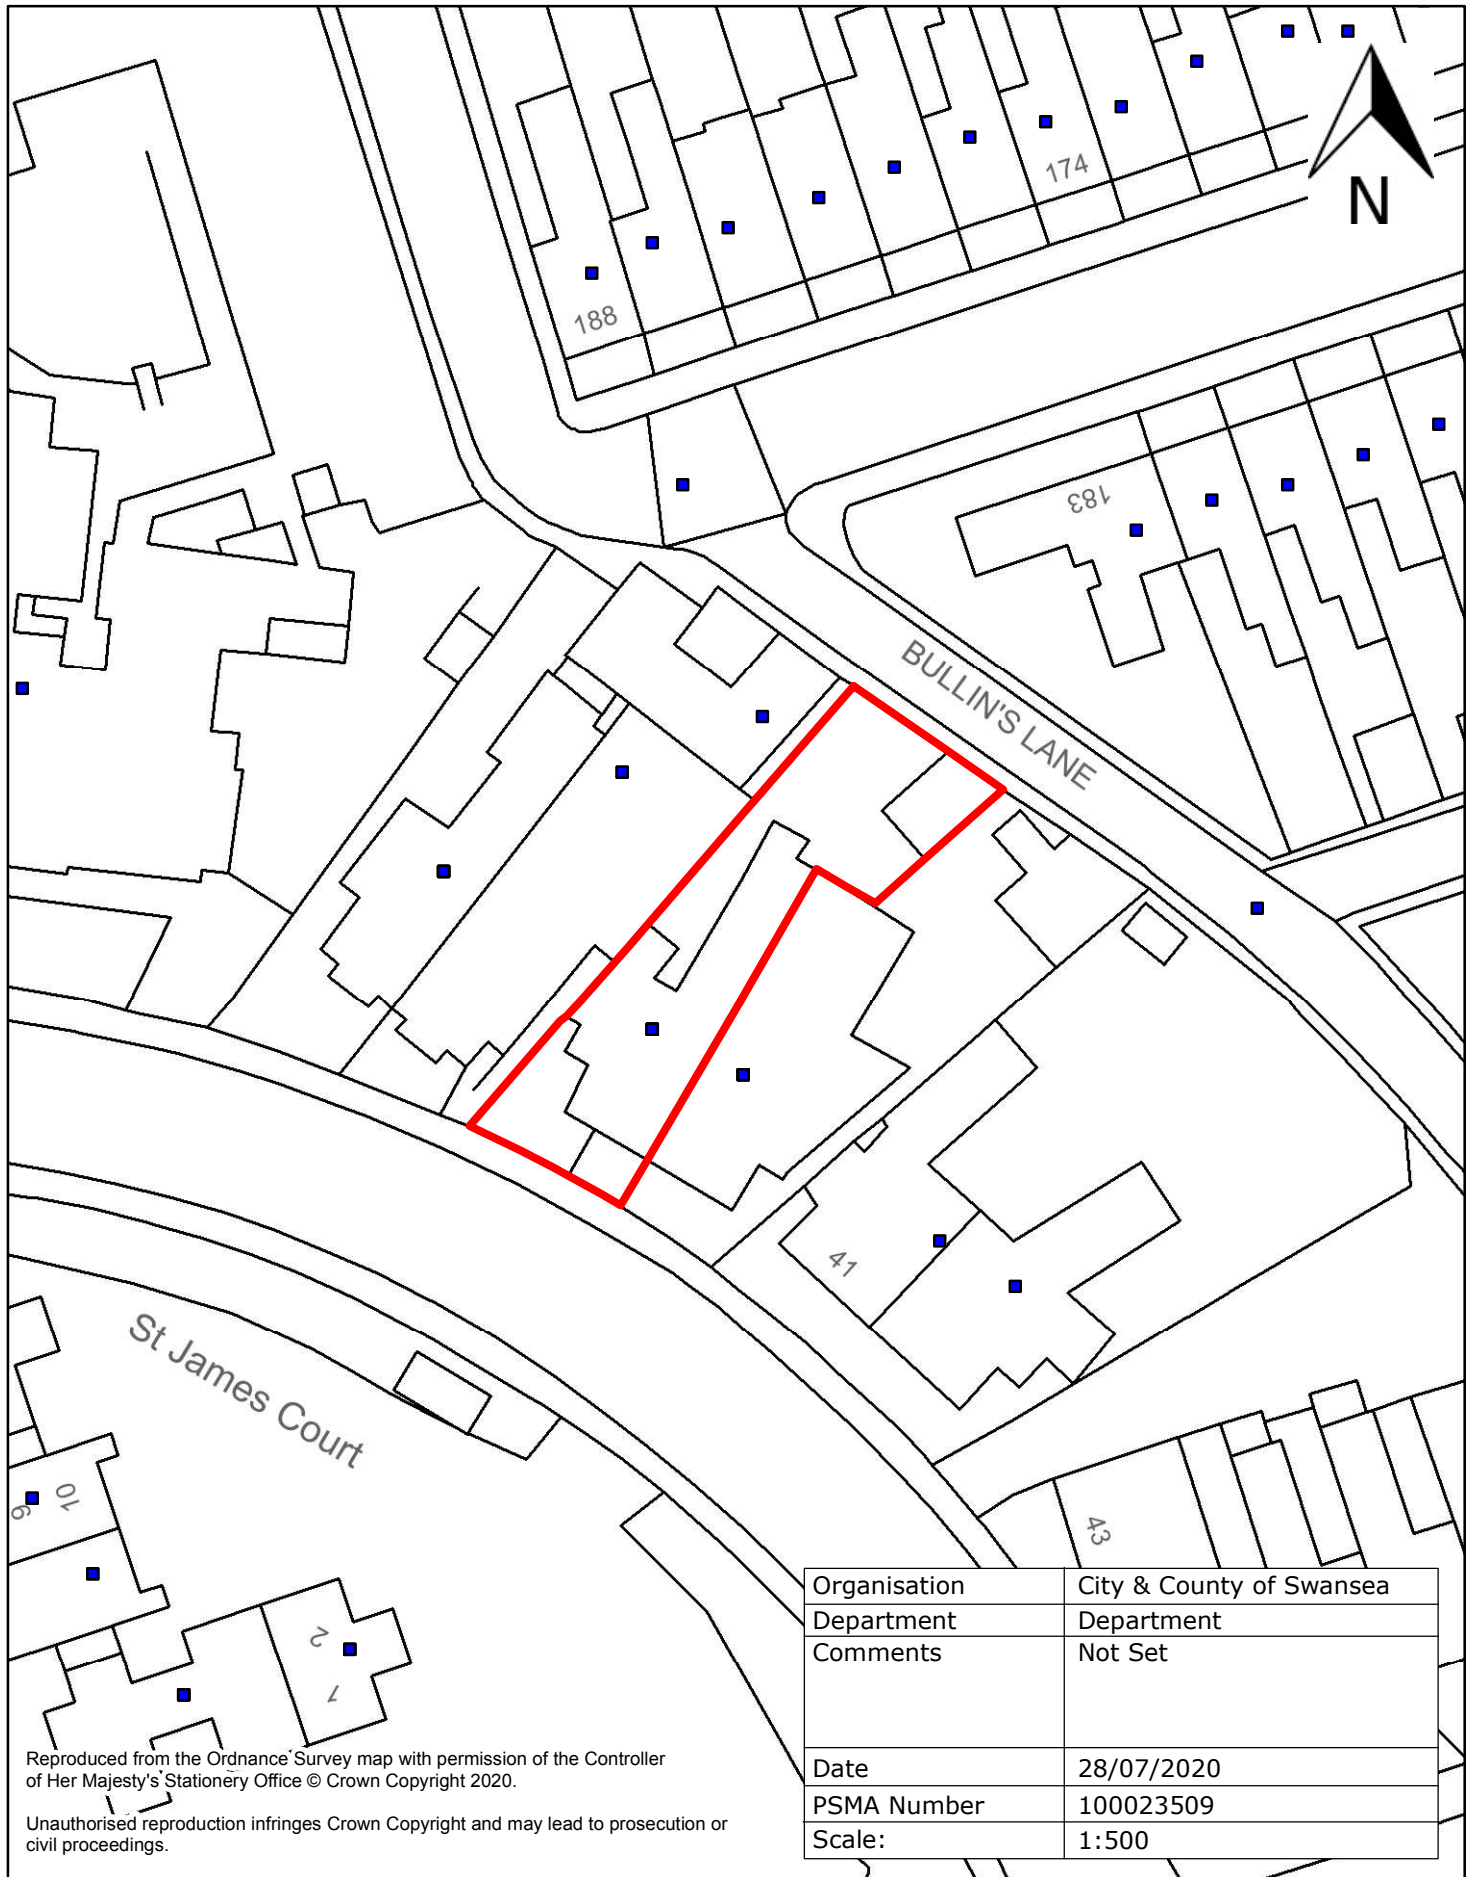 174
N
188
183
BULLIN'S LANE
41
St James Court
10
9
43
2
1
Organisation City & County of Swansea
Department Department
Comments Not Set
Date 28/07/2020
PSMA Number 100023509
Scale: 1:500
Reproduced from the Ordnance Survey map with permission of the Controller
of Her Majesty's Stationery Office © Crown Copyright 2020.
Unauthorised reproduction infringes Crown Copyright and may lead to prosecution or
civil proceedings.